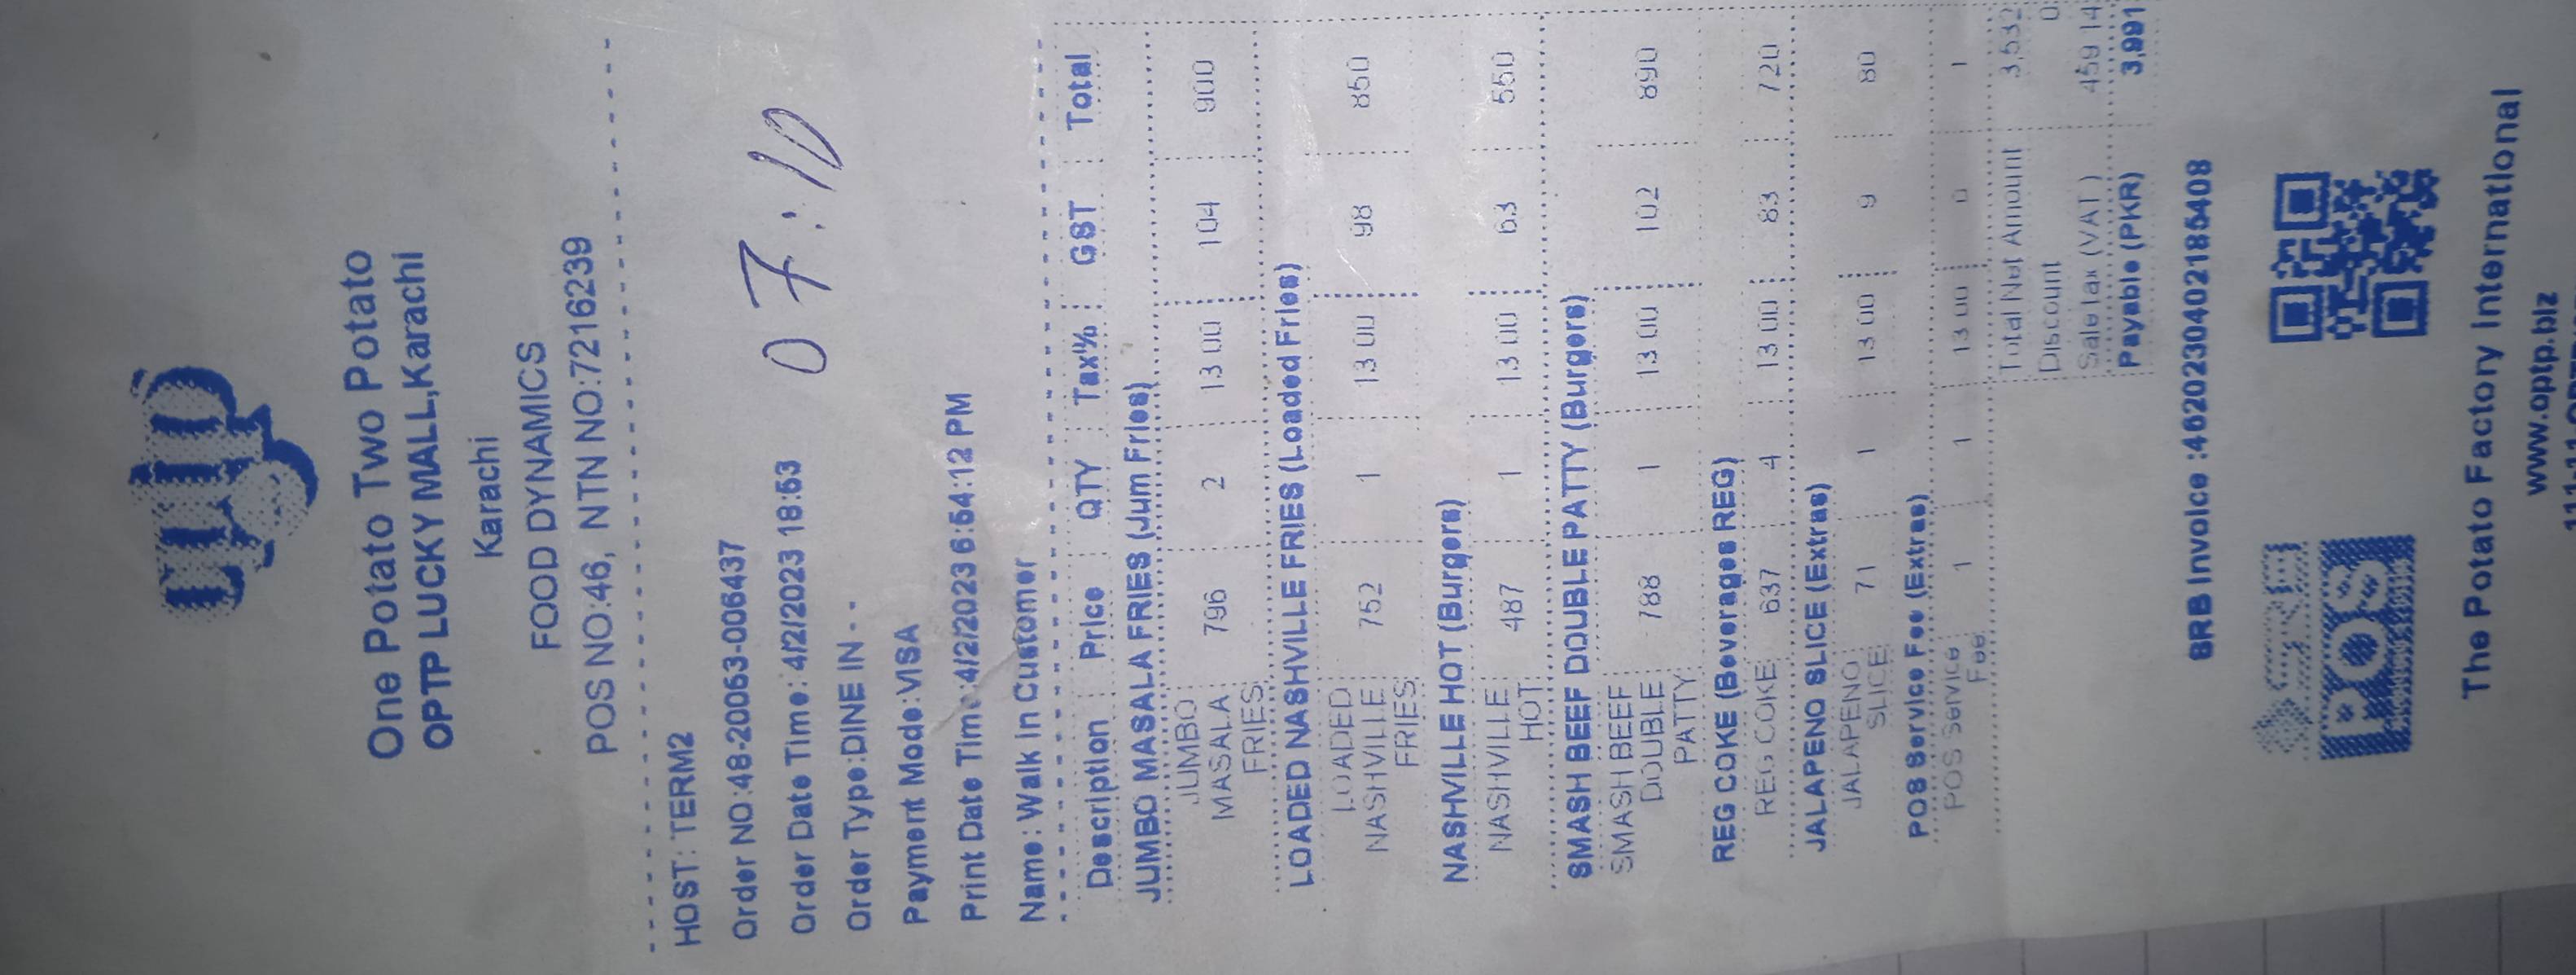 optp
One Potato Two Potato
OPTP LUCKY MALL,Karachi
Karachi
FOOD DYNAMICS
POS NO:46, NTN NO:7216239
HOST: TERM2
Order NO:48-20063-006437
Order Date Time:4/2/2023 18:53 07:10
Order Type:DINE IN - -
Payment Mode:VISA
Print Date Time:4/2/2023 6:54:12 PM
Name: Walk In Customer
Description Price QTY Tax% GST Total
JUMBO MASALA FRIES (Jum Fries)
JUMBO
MASALA 796 2 13.00 104 900
FRIES
LOADED NASHVILLE FRIES (Loaded Fries)
LOADED
NASHVILLE 752 1 13.00 98 850
FRIES
NASHVILLE HOT (Burgers)
NASHVILLE 487 1 13.00 63 550
HOT
SMASH BEEF DOUBLE PATTY (Burgers)
SMASH BEEF
DOUBLE 788 1 13.00 102 890
PATTY
REG COKE (Beverages REG)
REG COKE 637 4 13.00 83 720
JALAPENO SLICE (Extras)
JALAPENO 71 1 13.00 9 80
SLICE
POS Service Fee (Extras)
POS Service 1 1 13.00 0 1
Fee
Total Net Amount 3,532
Discount 0
Sale tax (VAT) 459.14
Payable (PKR) 3,991
SRB Invoice :4620230402185408
SRB
POS
The Potato Factory International
www.optp.biz